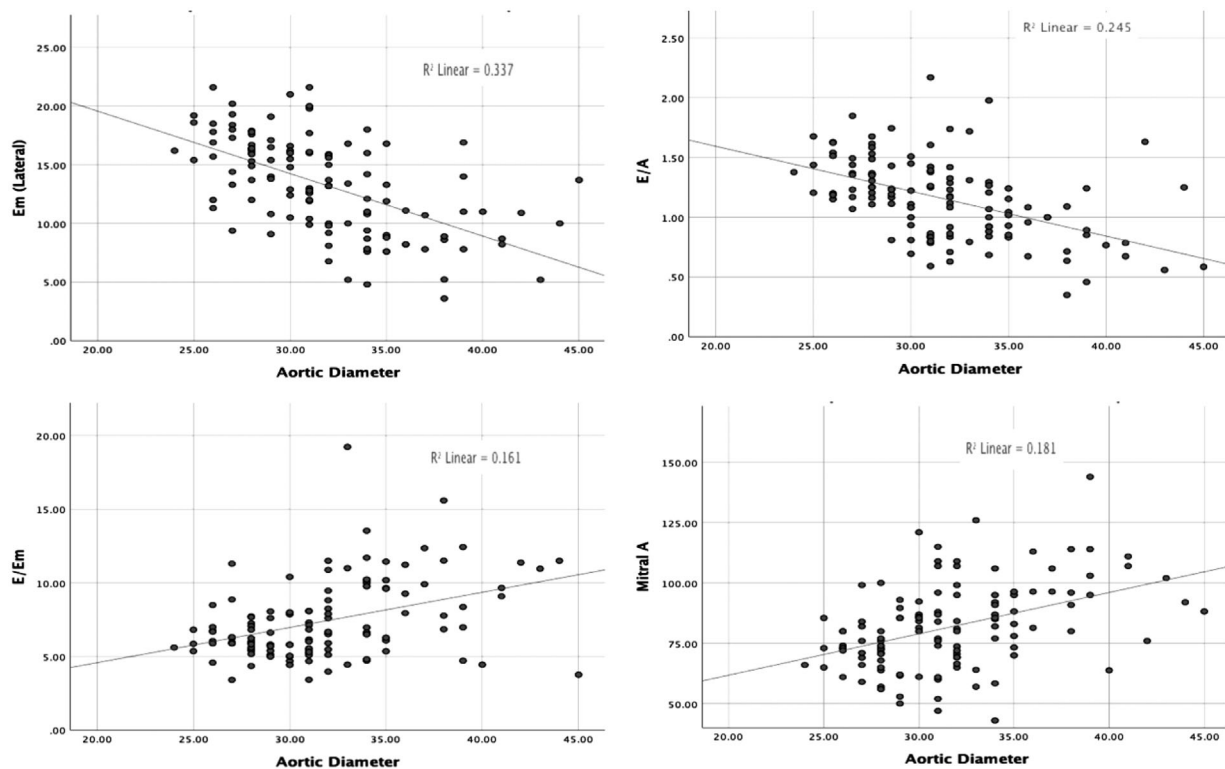 R² Linear = 0.337
Em (Lateral)
25.00
20.00
15.00
10.00
5.00
.00
20.00 25.00 30.00 35.00 40.00 45.00
Aortic Diameter
R² Linear = 0.245
E/A
2.50
2.00
1.50
1.00
.50
.00
20.00 25.00 30.00 35.00 40.00 45.00
Aortic Diameter
R² Linear = 0.161
E/Em
20.00
15.00
10.00
5.00
.00
20.00 25.00 30.00 35.00 40.00 45.00
Aortic Diameter
R² Linear = 0.181
Mitral A
150.00
125.00
100.00
75.00
50.00
20.00 25.00 30.00 35.00 40.00 45.00
Aortic Diameter